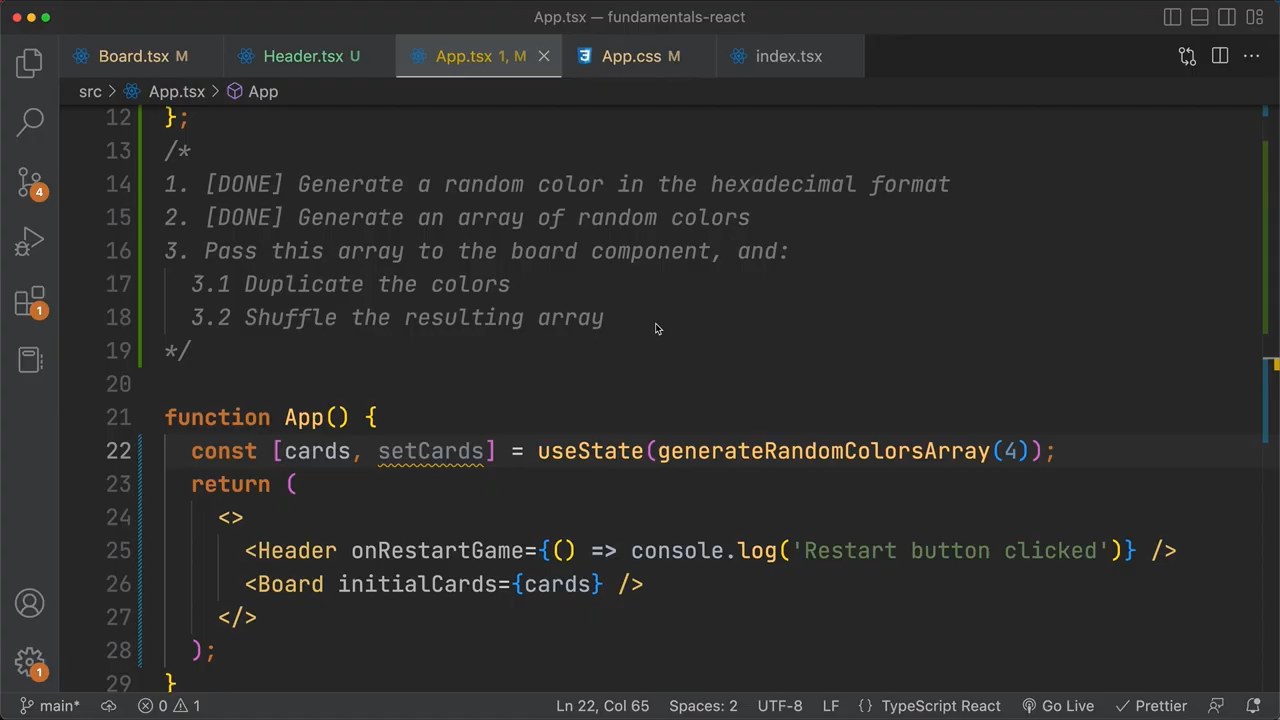 App.tsx — fundamentals-react
Board.tsx M
Header.tsx U
App.tsx 1, M
App.css M
index.tsx
src > App.tsx > App
12 };
13 /*
14 1. [DONE] Generate a random color in the hexadecimal format
15 2. [DONE] Generate an array of random colors
16 3. Pass this array to the board component, and:
17 3.1 Duplicate the colors
18 3.2 Shuffle the resulting array
19 */
20
21 function App() {
22 const [cards, setCards] = useState(generateRandomColorsArray(4));
23 return (
24 <>
25 <Header onRestartGame={() => console.log('Restart button clicked')} />
26 <Board initialCards={cards} />
27 </>
28 );
29 }
4
1
1
main* 0 1 Ln 22, Col 65 Spaces: 2 UTF-8 LF {} TypeScript React Go Live Prettier